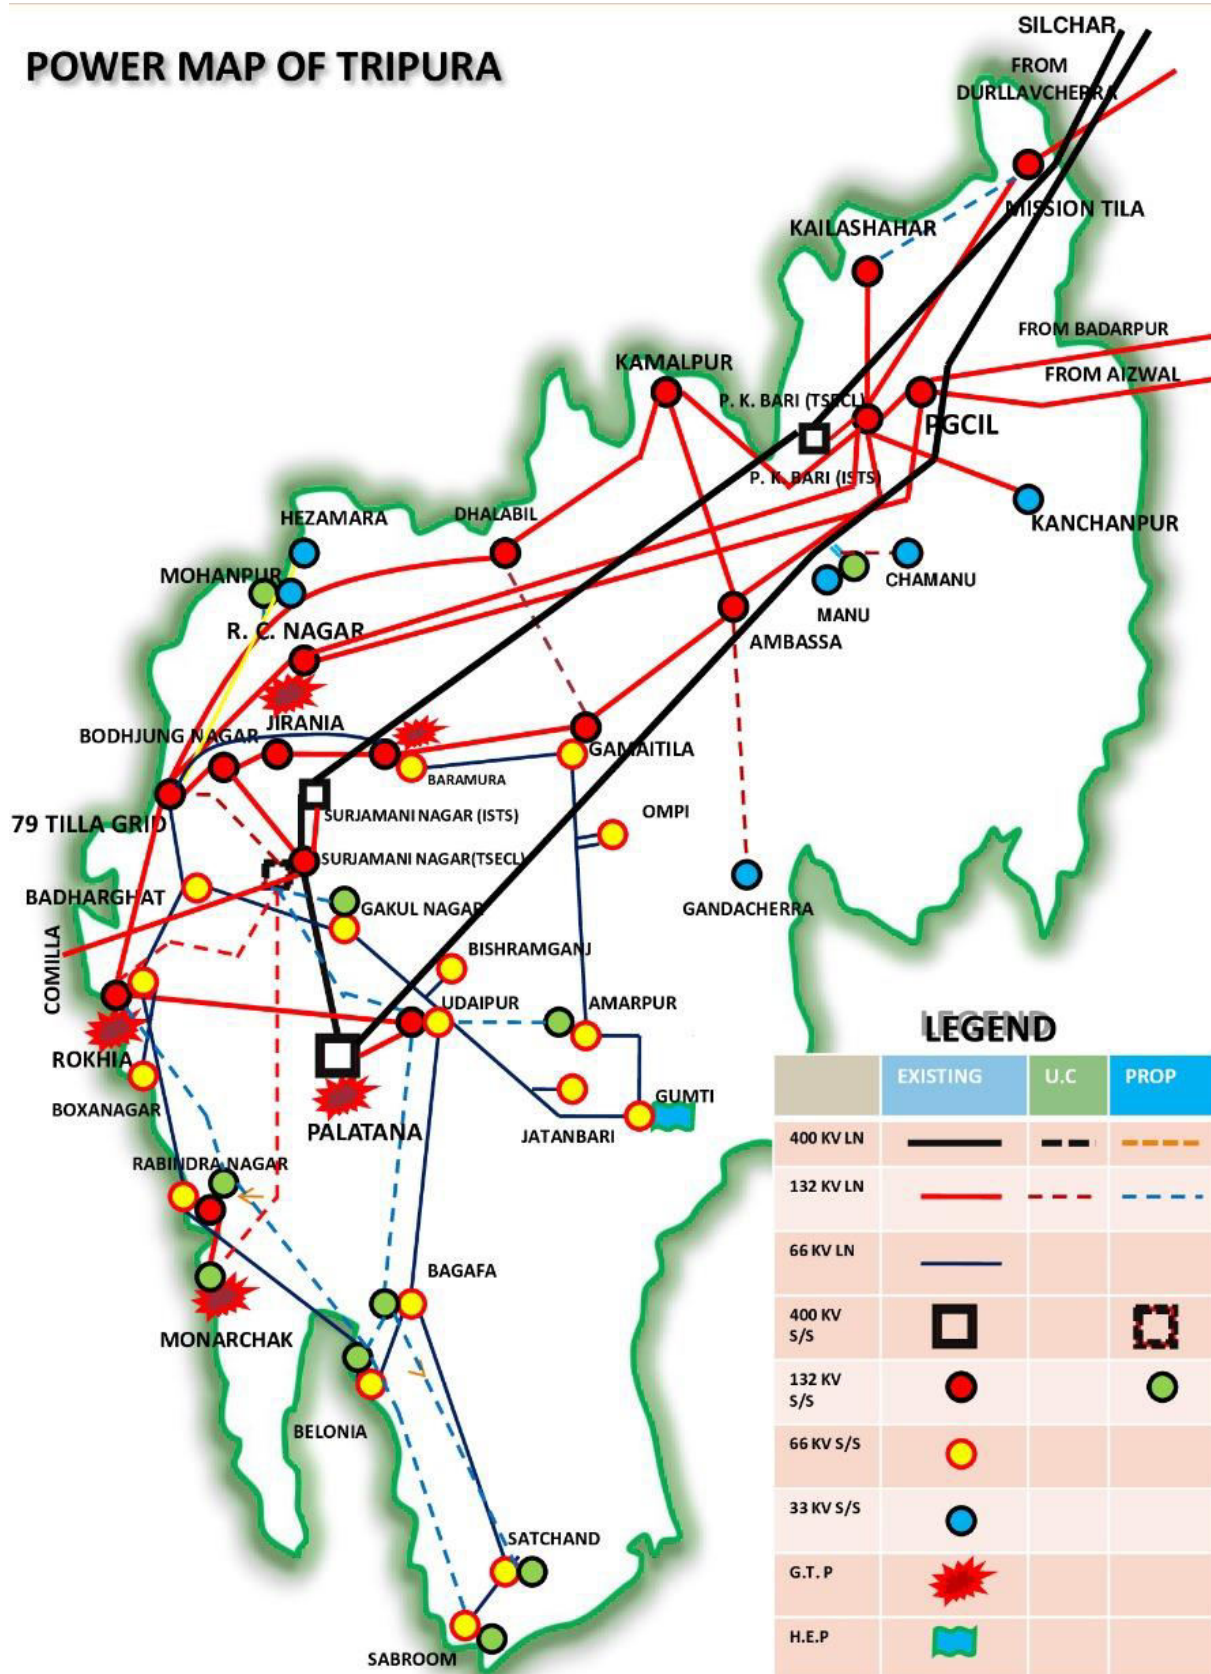 POWER MAP OF TRIPURA
SILCHAR
FROM
DURLLAVCHERRA
MISSION TILA
KAILASHAHAR
FROM BADARPUR
KAMALPUR
FROM AIZWAL
P. K. BARI (TSECL)
PGCIL
P. K. BARI (ISTS)
HEZAMARA
DHALABIL
KANCHANPUR
MOHANPUR
CHAMANU
MANU
R. C. NAGAR
AMBASSA
JIRANIA
BODHJUNG NAGAR
GAMAITILA
BARAMURA
79 TILLA GRID
SURJAMANI NAGAR (ISTS)
OMPI
SURJAMANI NAGAR(TSECL)
BADHARGHAT
GAKUL NAGAR
GANDACHERRA
BISHRAMGANJ
COMILLA
UDAIPUR
AMARPUR
ROKHIA
BOXANAGAR
GUMTI
PALATANA
JATANBARI
RABINDRA NAGAR
BAGAFA
MONARCHAK
BELONIA
SATCHAND
SABROOM
LEGEND
EXISTING U.C PROP
400 KV LN
132 KV LN
66 KV LN
400 KV
S/S
132 KV
S/S
66 KV S/S
33 KV S/S
G.T. P
H.E.P